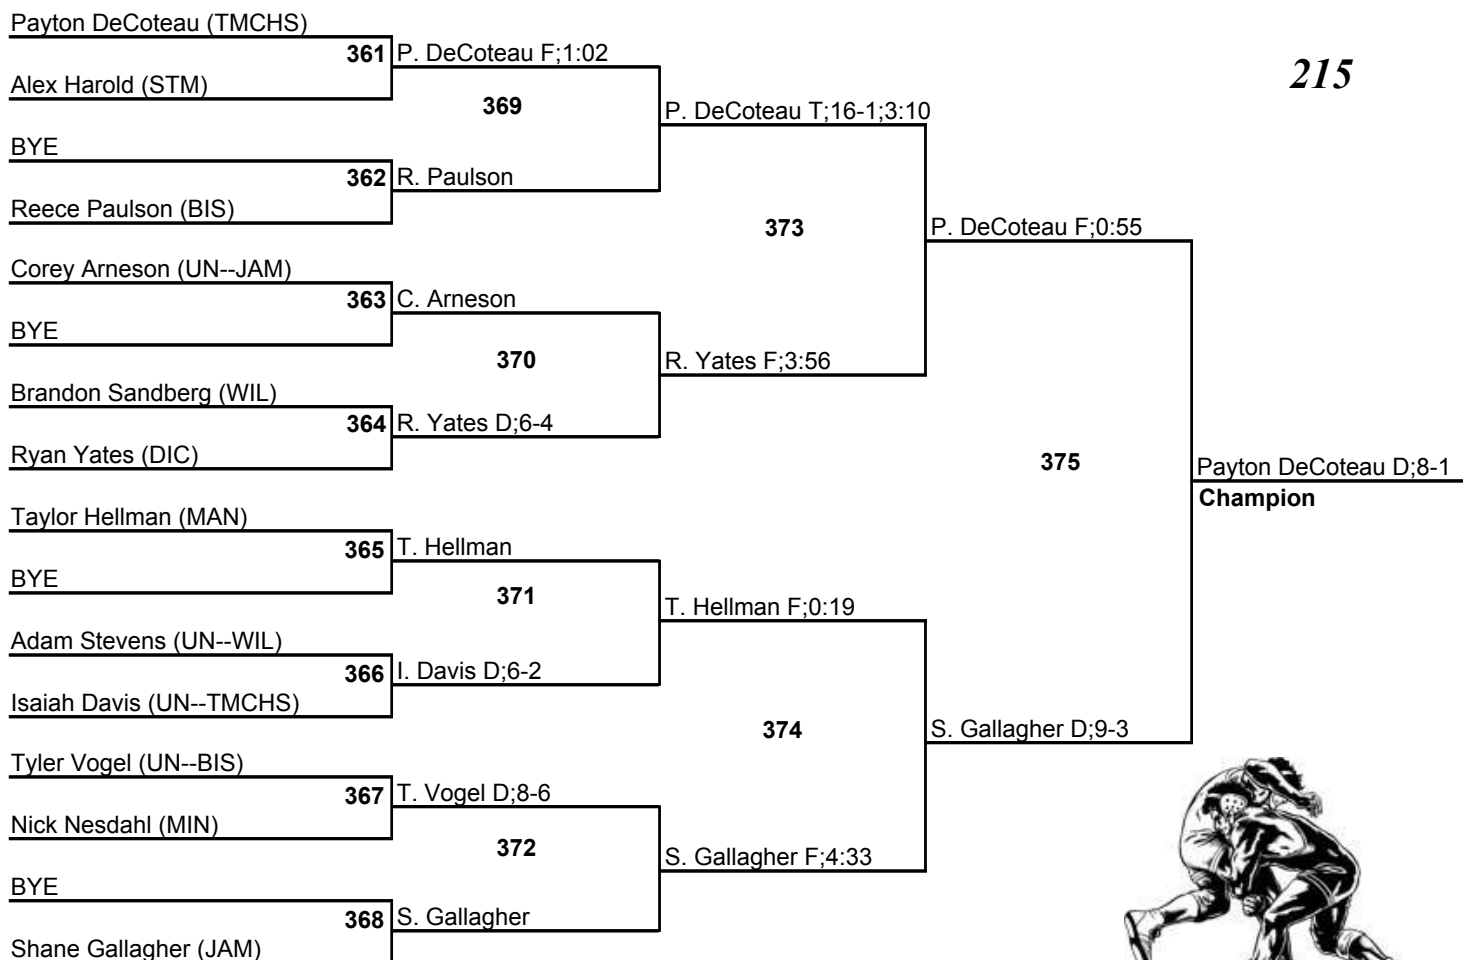 Payton DeCoteau (TMCHS)
361 P. DeCoteau F;1:02
215
Alex Harold (STM)
369
P. DeCoteau T;16-1;3:10
BYE
362 R. Paulson
Reece Paulson (BIS)
373
P. DeCoteau F;0:55
Corey Arneson (UN--JAM)
363 C. Arneson
BYE
370
R. Yates F;3:56
Brandon Sandberg (WIL)
364 R. Yates D;6-4
Ryan Yates (DIC)
375
Payton DeCoteau D;8-1
Champion
Taylor Hellman (MAN)
365 T. Hellman
BYE
371
T. Hellman F;0:19
Adam Stevens (UN--WIL)
366 I. Davis D;6-2
Isaiah Davis (UN--TMCHS)
374
S. Gallagher D;9-3
Tyler Vogel (UN--BIS)
367 T. Vogel D;8-6
Nick Nesdahl (MIN)
372
S. Gallagher F;4:33
BYE
368 S. Gallagher
Shane Gallagher (JAM)